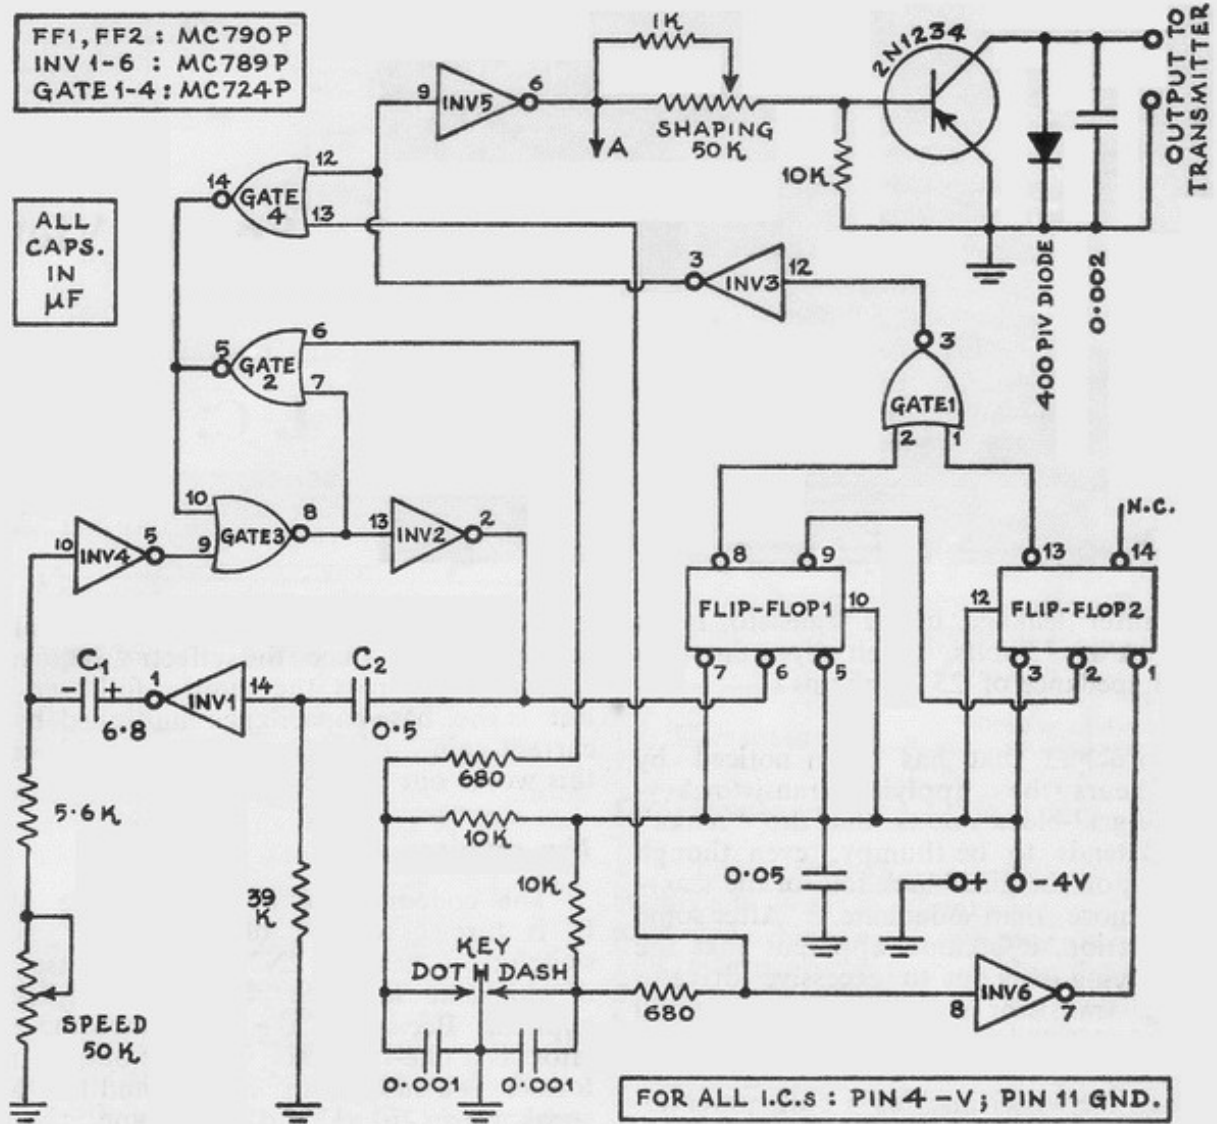 FF1, FF2 : MC790P
INV 1-6 : MC789P
GATE 1-4 : MC724P
ALL
CAPS.
IN
µF
1K
9
INV5
6
A
SHAPING
50K
10K
2N1234
OUTPUT TO
TRANSMITTER
400 PIV DIODE
0.002
14
GATE
4
12
13
3
INV3
12
5
GATE
2
6
7
3
GATE1
2
1
10
INV4
5
10
9
GATE3
8
13
INV2
2
N.C.
8
9
13
14
FLIP-FLOP1
10
12
FLIP-FLOP2
7
6
5
3
2
1
C1
- +
6.8
1
INV1
14
C2
0.5
680
10K
5.6K
39
K
10K
0.05
+
-4V
KEY
DOT
DASH
680
8
INV6
7
SPEED
50K
0.001
0.001
FOR ALL I.C.s : PIN 4 -V; PIN 11 GND.